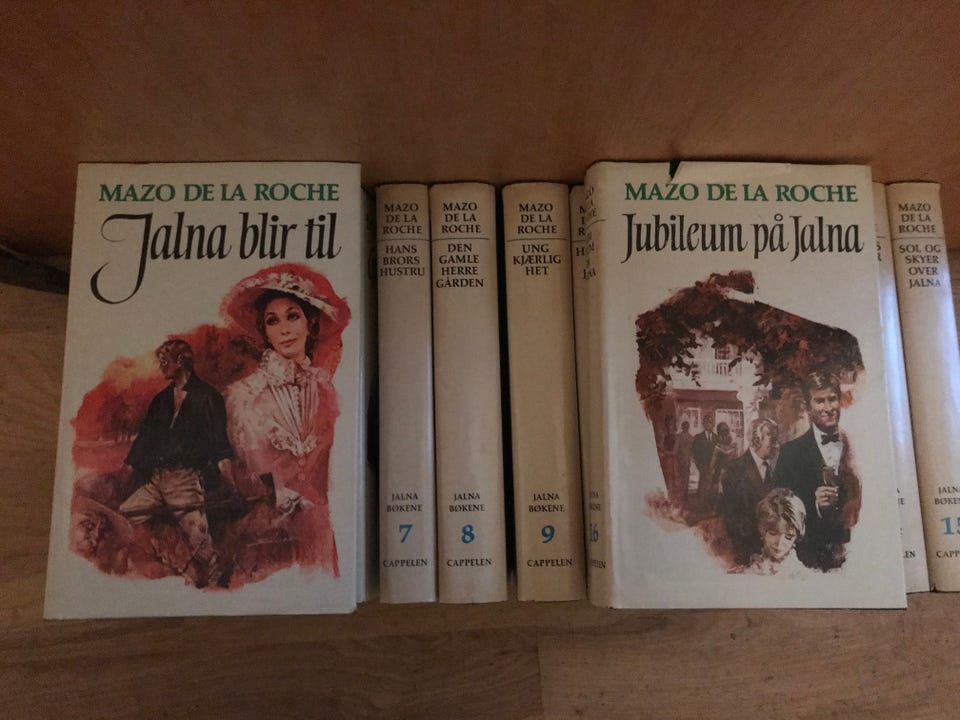 MAZO DE LA ROCHE
Jalna blir til
MAZO
DE LA
ROCHE
HANS
BRORS
HUSTRU
JALNA
BØKENE
7
CAPPELEN
MAZO
DE LA
ROCHE
DEN
GAMLE
HERRE
GÅRDEN
JALNA
BØKENE
8
CAPPELEN
MAZO
DE LA
ROCHE
UNG
KJÆRLIG
HET
JALNA
BØKENE
9
CAPPELEN
16
MAZO DE LA ROCHE
Jubileum på Jalna
MAZO
DE LA
ROCHE
SOL OG
SKYER
OVER
JALNA
JALNA
BØKENE
15
CAPPELEN